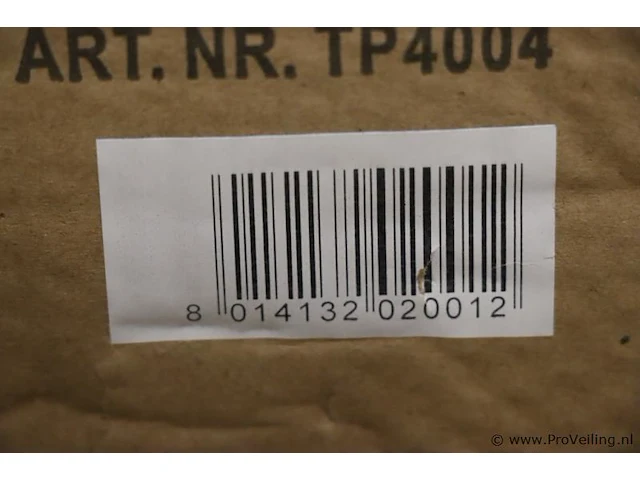 ART. NR. TP4004
8 014132 020012
© www.ProVeiling.nl